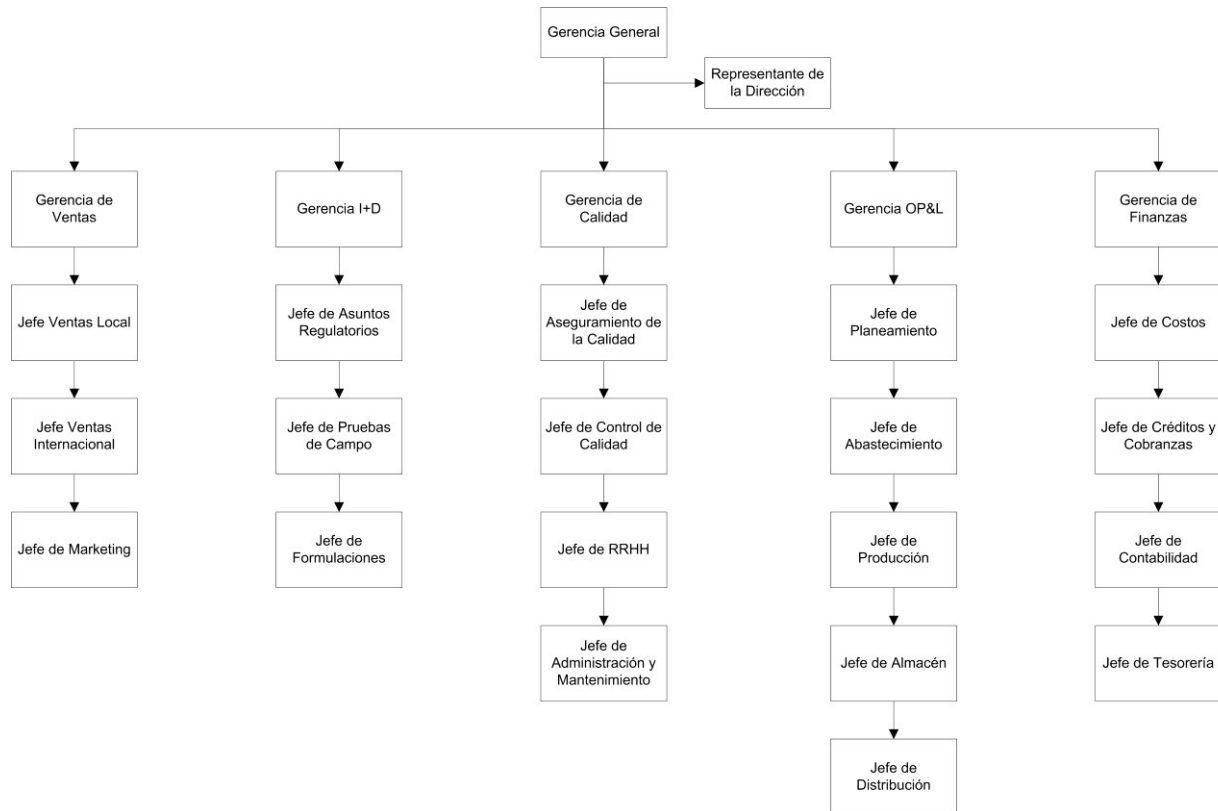 Gerencia General
Representante de
la Dirección
Gerencia de
Ventas
Gerencia I+D
Gerencia de
Calidad
Gerencia OP&L
Gerencia de
Finanzas
Jefe Ventas Local
Jefe de Asuntos
Regulatorios
Jefe de
Aseguramiento de
la Calidad
Jefe de
Planeamiento
Jefe de Costos
Jefe Ventas
Internacional
Jefe de Pruebas
de Campo
Jefe de Control de
Calidad
Jefe de
Abastecimiento
Jefe de Créditos y
Cobranzas
Jefe de Marketing
Jefe de
Formulaciones
Jefe de RRHH
Jefe de
Producción
Jefe de
Contabilidad
Jefe de
Administración y
Mantenimiento
Jefe de Almacén
Jefe de Tesorería
Jefe de
Distribución